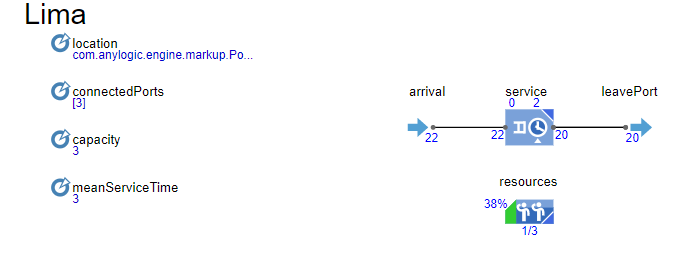 Lima
location
com.anylogic.engine.markup.Po...
connectedPorts
[3]
capacity
3
meanServiceTime
3
arrival
service
leavePort
0 2
22
22
20
20
resources
38%
1/3